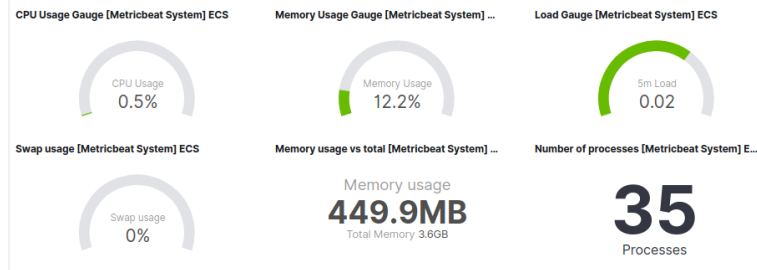 CPU Usage Gauge [Metricbeat System] ECS
Memory Usage Gauge [Metricbeat System] ...
Load Gauge [Metricbeat System] ECS
CPU Usage
0.5%
Memory Usage
12.2%
5m Load
0.02
Swap usage [Metricbeat System] ECS
Memory usage vs total [Metricbeat System] ...
Number of processes [Metricbeat System] E...
Swap usage
0%
Memory usage
449.9MB
Total Memory 3.6GB
35
Processes